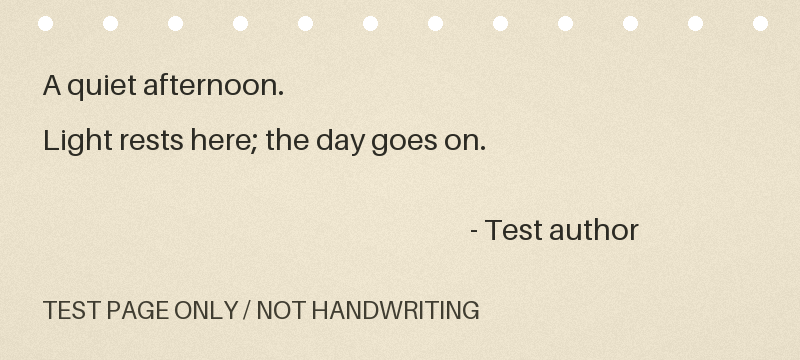 A quiet afternoon.
Light rests here; the day goes on.
- Test author
TEST PAGE ONLY / NOT HANDWRITING